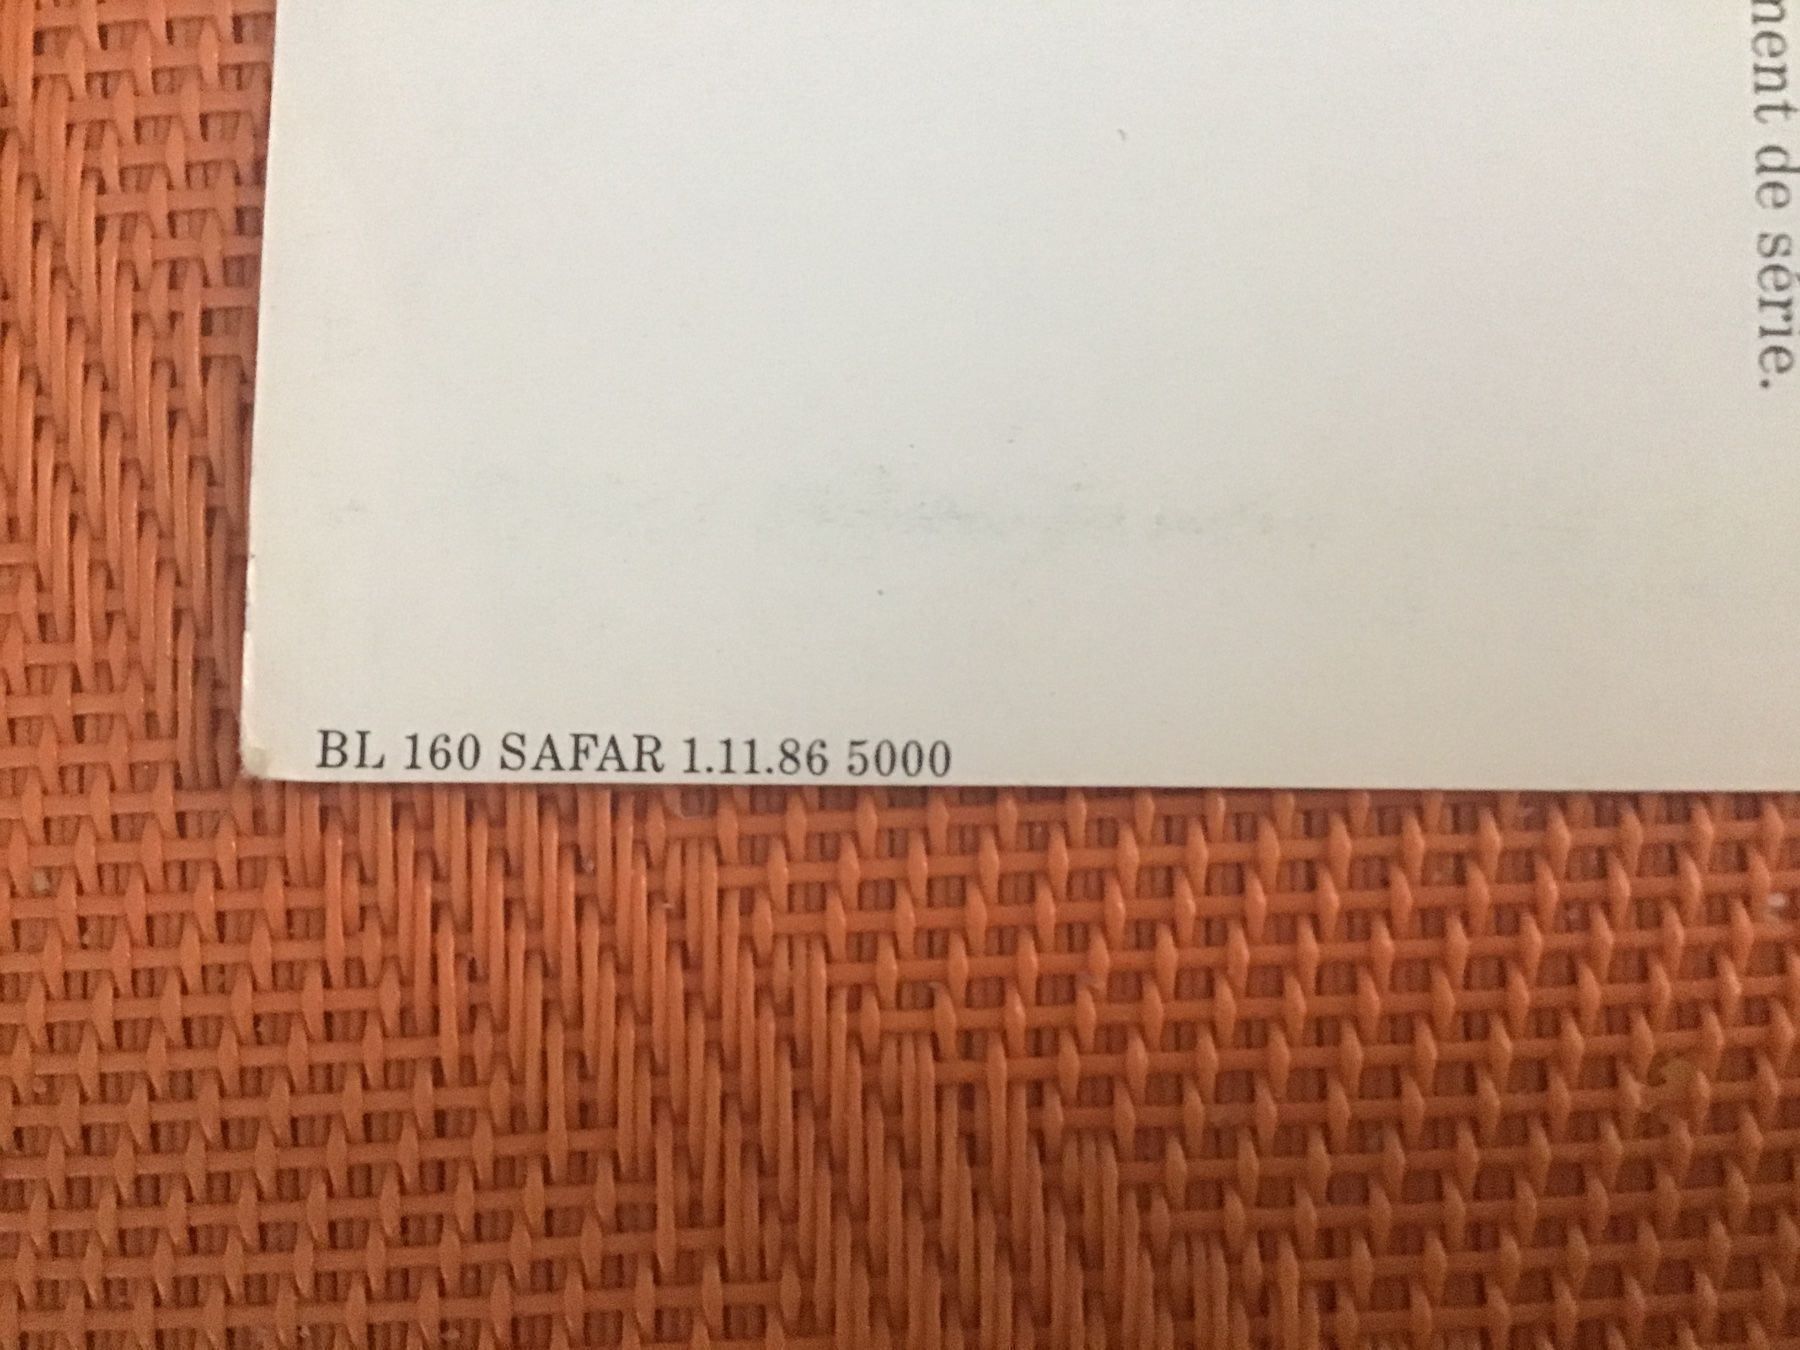 ment de série.
BL 160 SAFAR 1.11.86 5000